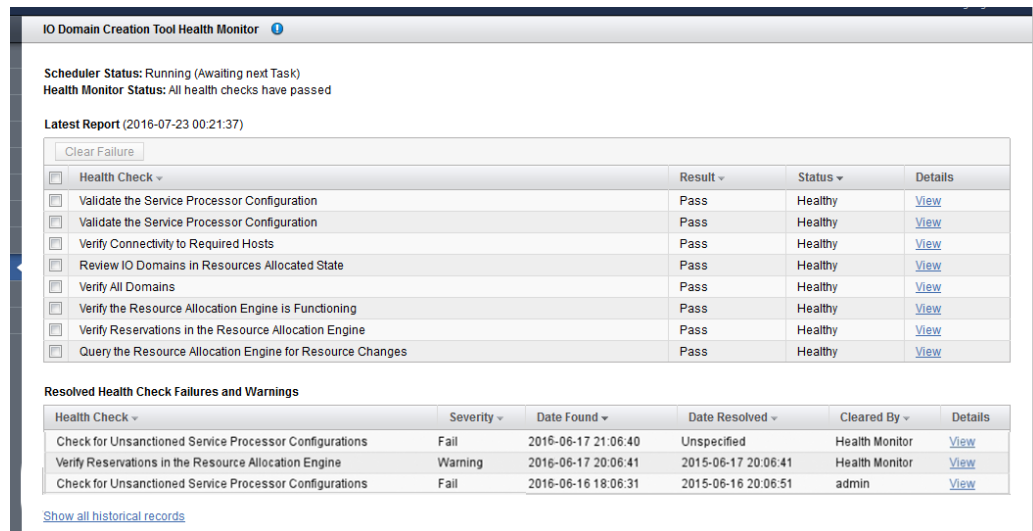 IO Domain Creation Tool Health Monitor
Scheduler Status: Running (Awaiting next Task)
Health Monitor Status: All health checks have passed
Latest Report (2016-07-23 00:21:37)
Clear Failure
Health Check Result Status Details
Validate the Service Processor Configuration Pass Healthy View
Validate the Service Processor Configuration Pass Healthy View
Verify Connectivity to Required Hosts Pass Healthy View
Review IO Domains in Resources Allocated State Pass Healthy View
Verify All Domains Pass Healthy View
Verify the Resource Allocation Engine is Functioning Pass Healthy View
Verify Reservations in the Resource Allocation Engine Pass Healthy View
Query the Resource Allocation Engine for Resource Changes Pass Healthy View
Resolved Health Check Failures and Warnings
Health Check Severity Date Found Date Resolved Cleared By Details
Check for Unsanctioned Service Processor Configurations Fail 2016-06-17 21:06:40 Unspecified Health Monitor View
Verify Reservations in the Resource Allocation Engine Warning 2016-06-17 20:06:41 2015-06-17 20:06:41 Health Monitor View
Check for Unsanctioned Service Processor Configurations Fail 2016-06-16 18:06:31 2015-06-16 20:06:51 admin View
Show all historical records